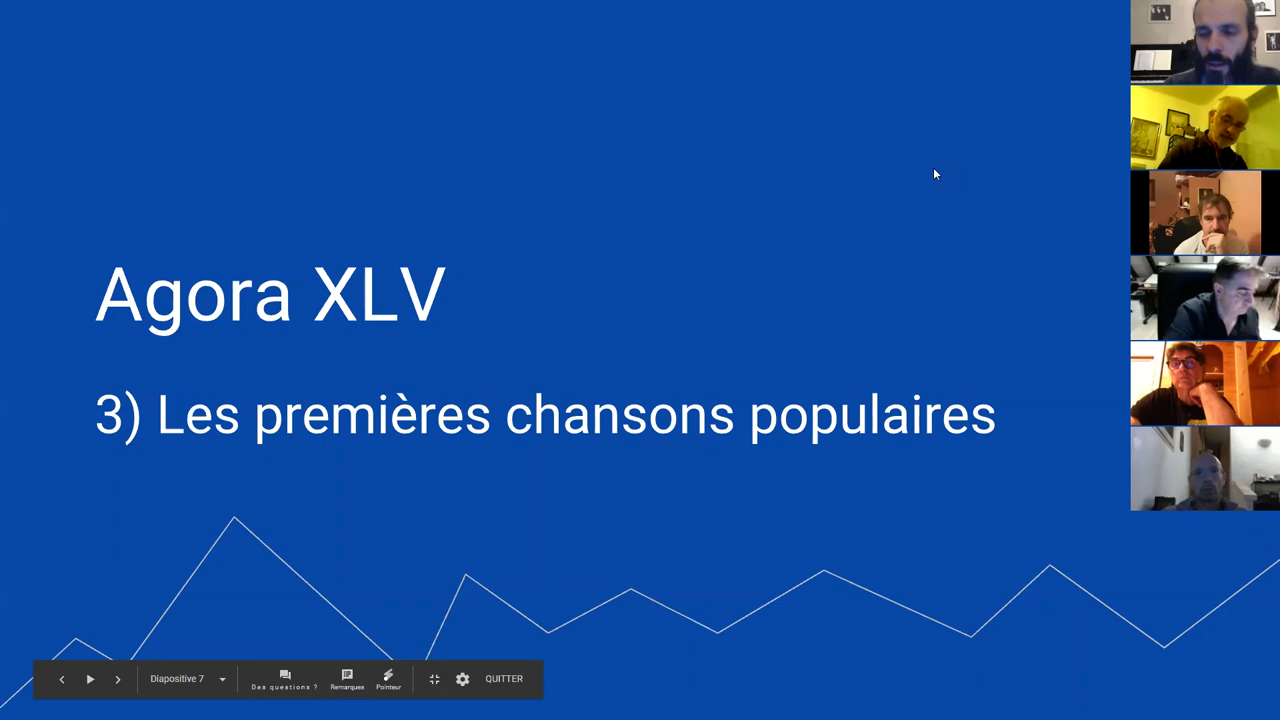 Agora XLV
3) Les premières chansons populaires
Diapositive 7
Des questions ?
Remarques
Pointeur
QUITTER